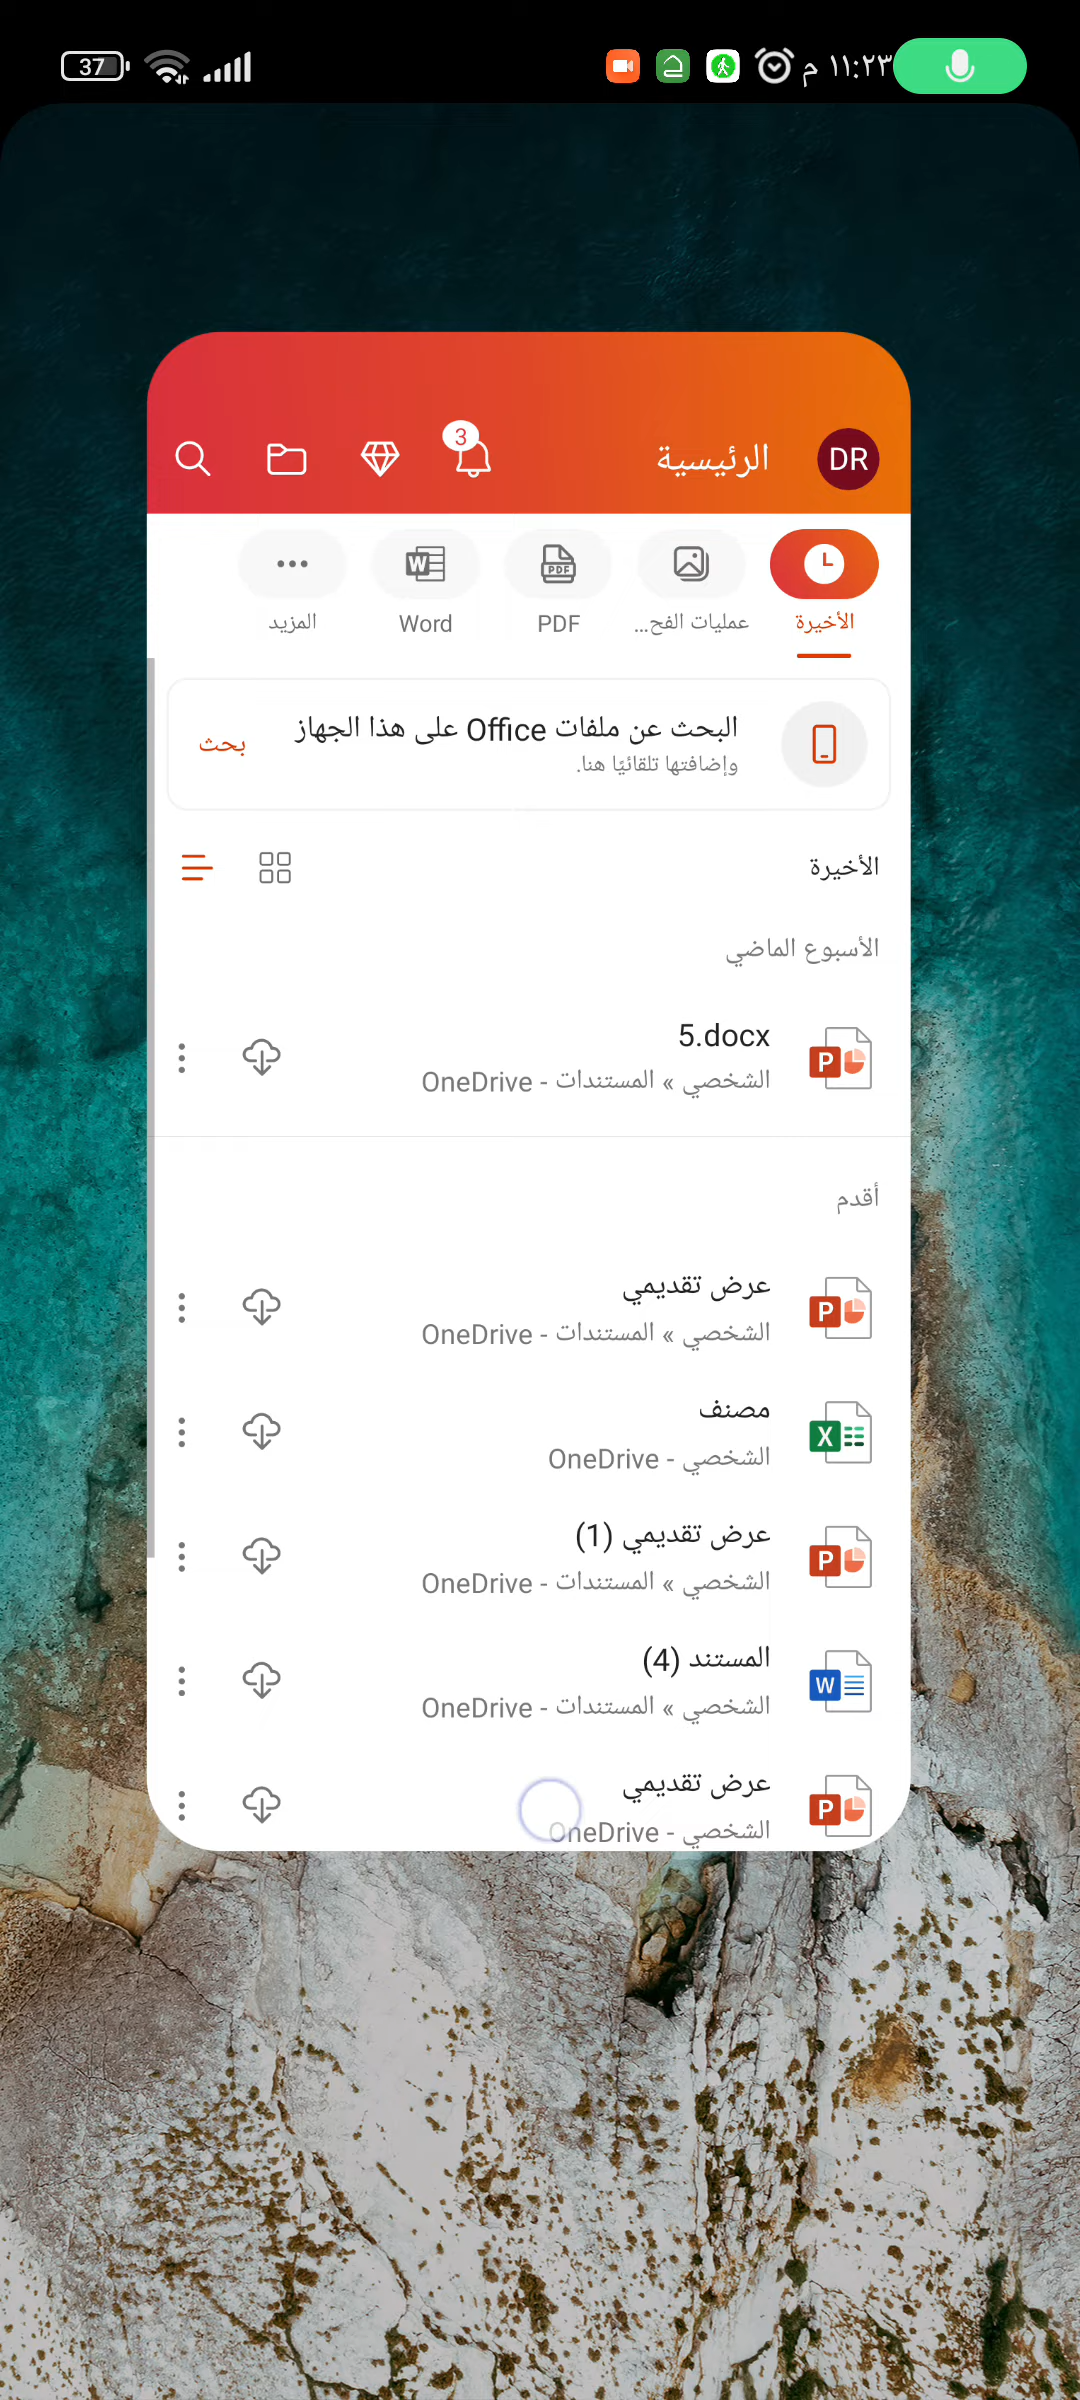 37
م ١١:٢٣
DR
الرئيسية
3
الأخيرة
عمليات الفح...
PDF
PDF
W
Word
المزيد
البحث عن ملفات Office على هذا الجهاز
وإضافتها تلقائيًا هنا.
بحث
الأخيرة
الأسبوع الماضي
P
5.docx
الشخصي » المستندات - OneDrive
أقدم
P
عرض تقديمي
الشخصي » المستندات - OneDrive
X
مصنف
الشخصي - OneDrive
P
عرض تقديمي (1)
الشخصي » المستندات - OneDrive
W
المستند (4)
الشخصي » المستندات - OneDrive
P
عرض تقديمي
الشخصي - OneDrive